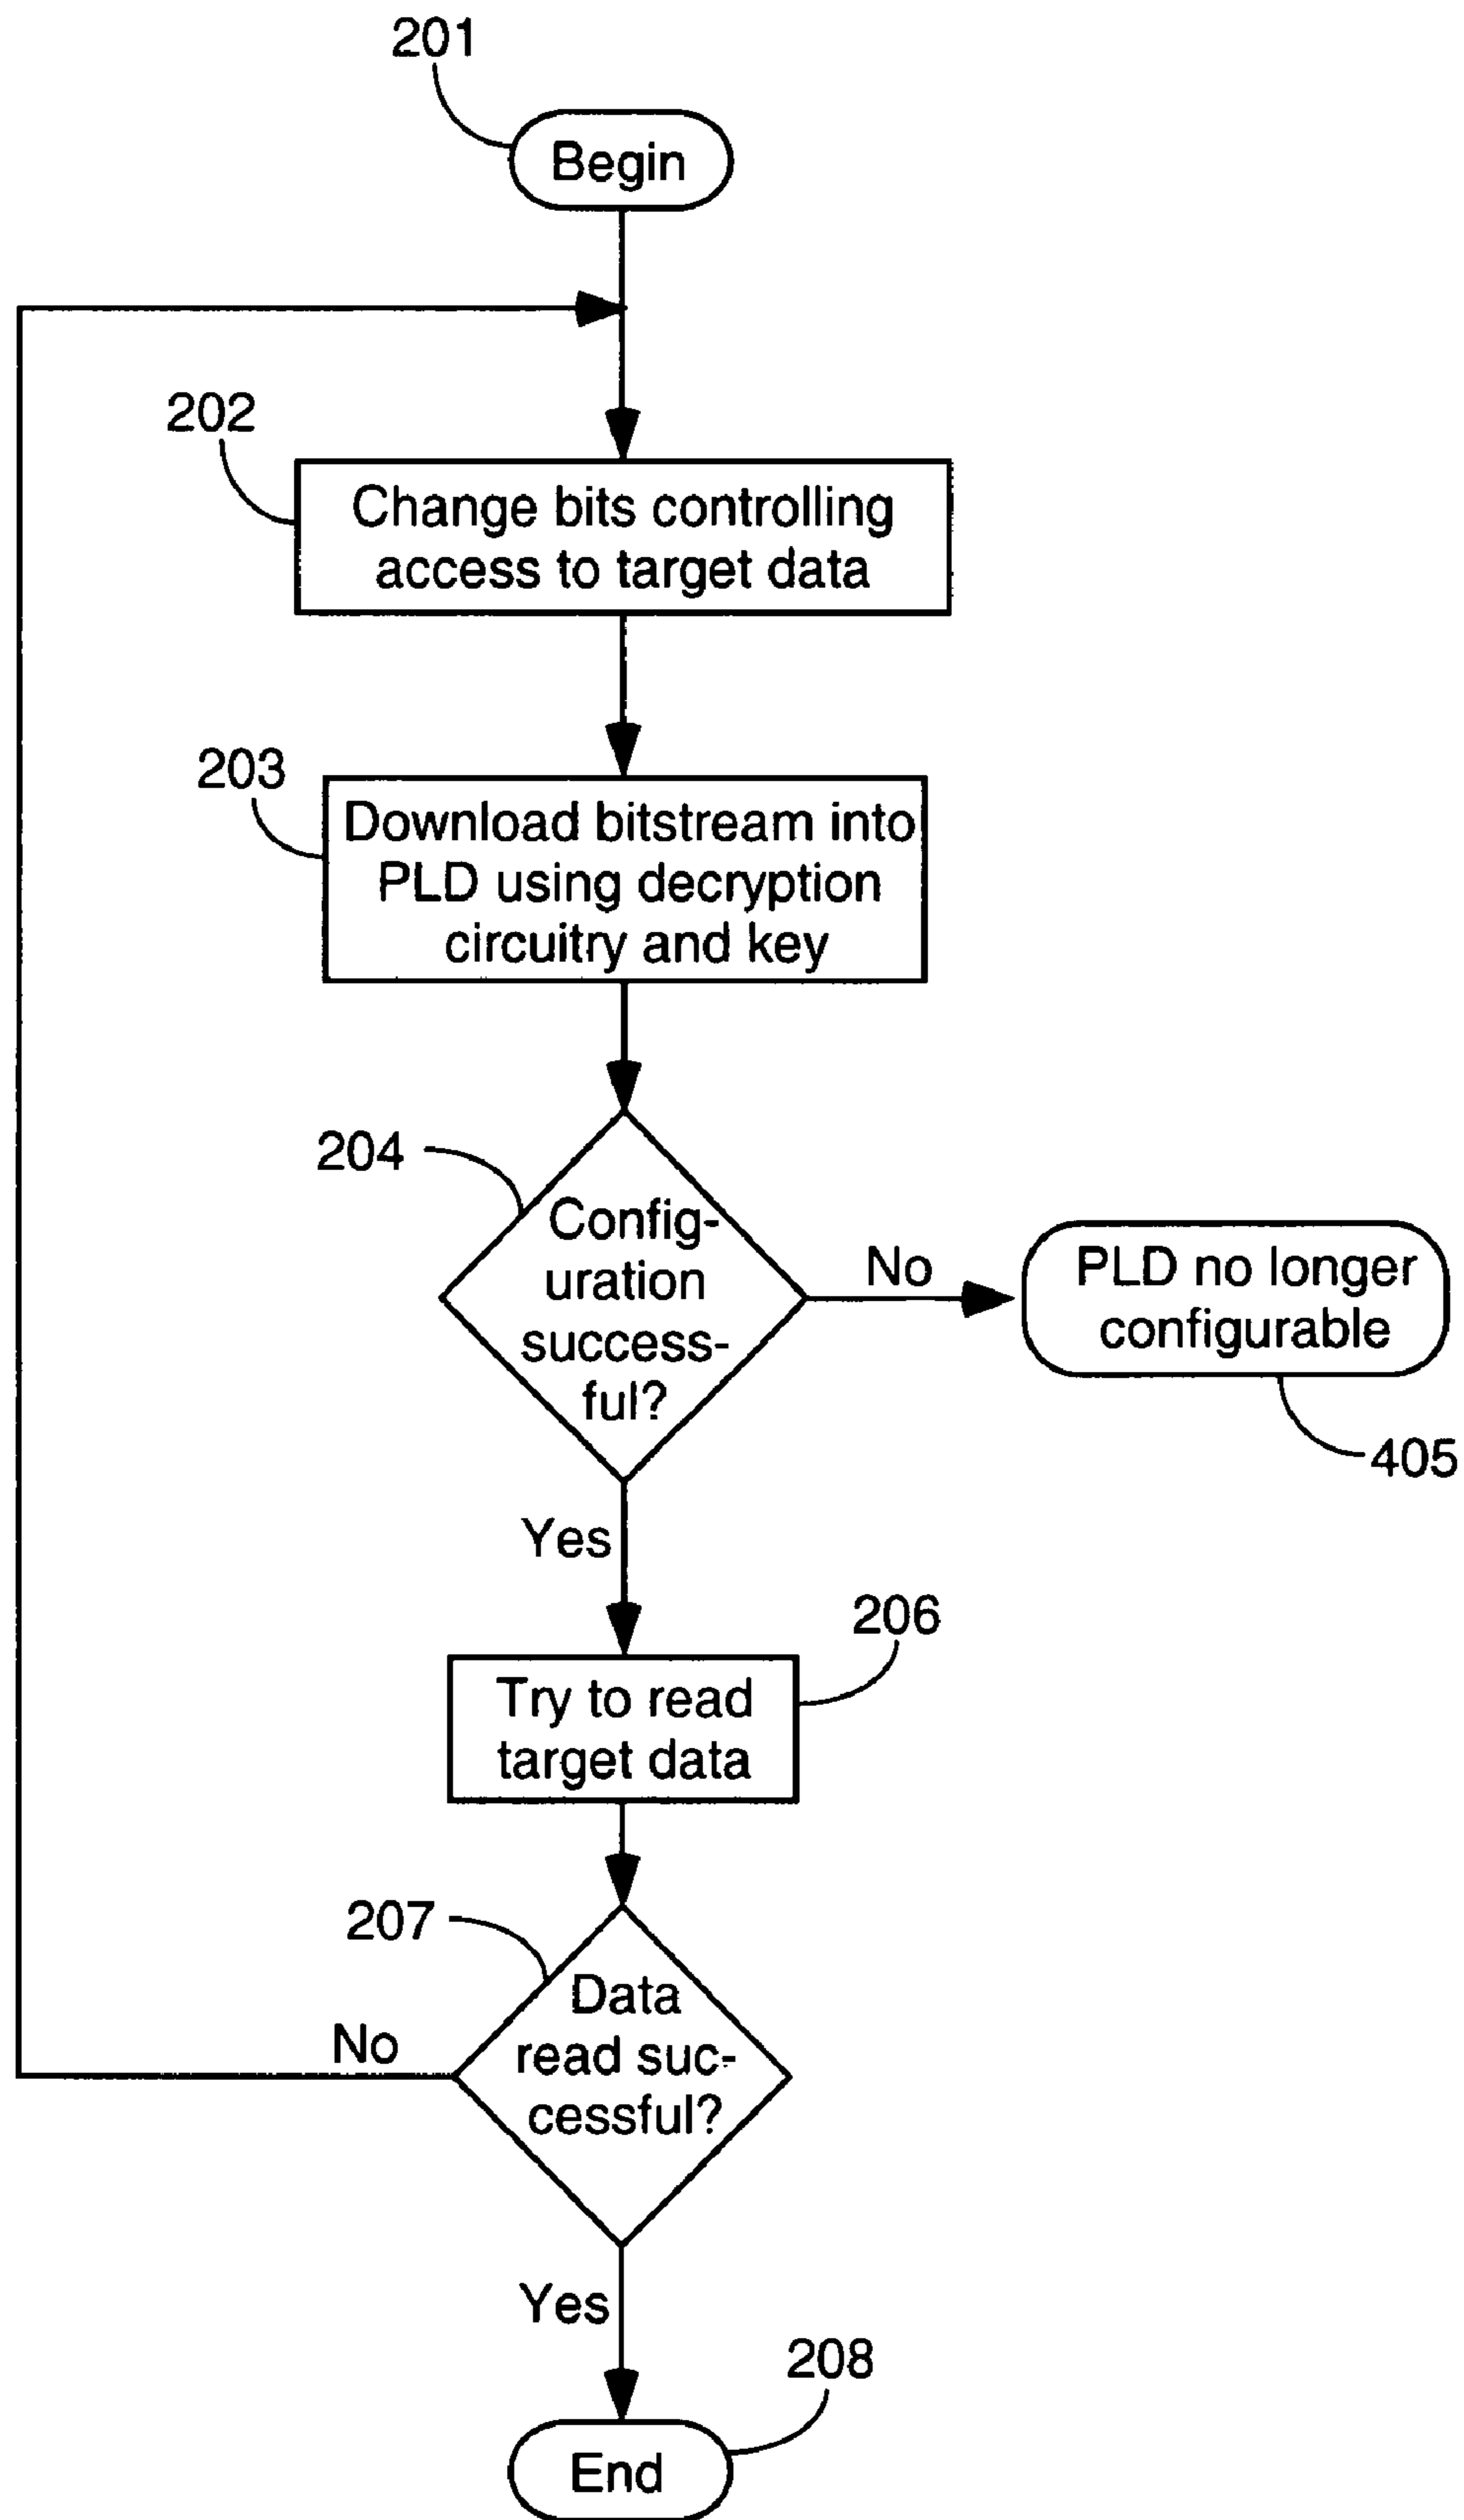 201
Begin
202
Change bits controlling
access to target data
203
Download bitstream into
PLD using decryption
circuitry and key
204
Config-
uration
success-
ful?
No
PLD no longer
configurable
405
Yes
206
Try to read
target data
207
Data
read suc-
cessful?
No
Yes
208
End